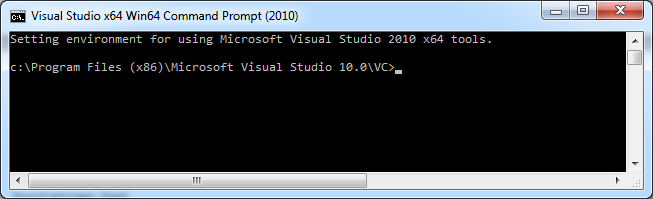 Visual Studio x64 Win64 Command Prompt (2010)
Setting environment for using Microsoft Visual Studio 2010 x64 tools.
c:\Program Files (x86)\Microsoft Visual Studio 10.0\VC>